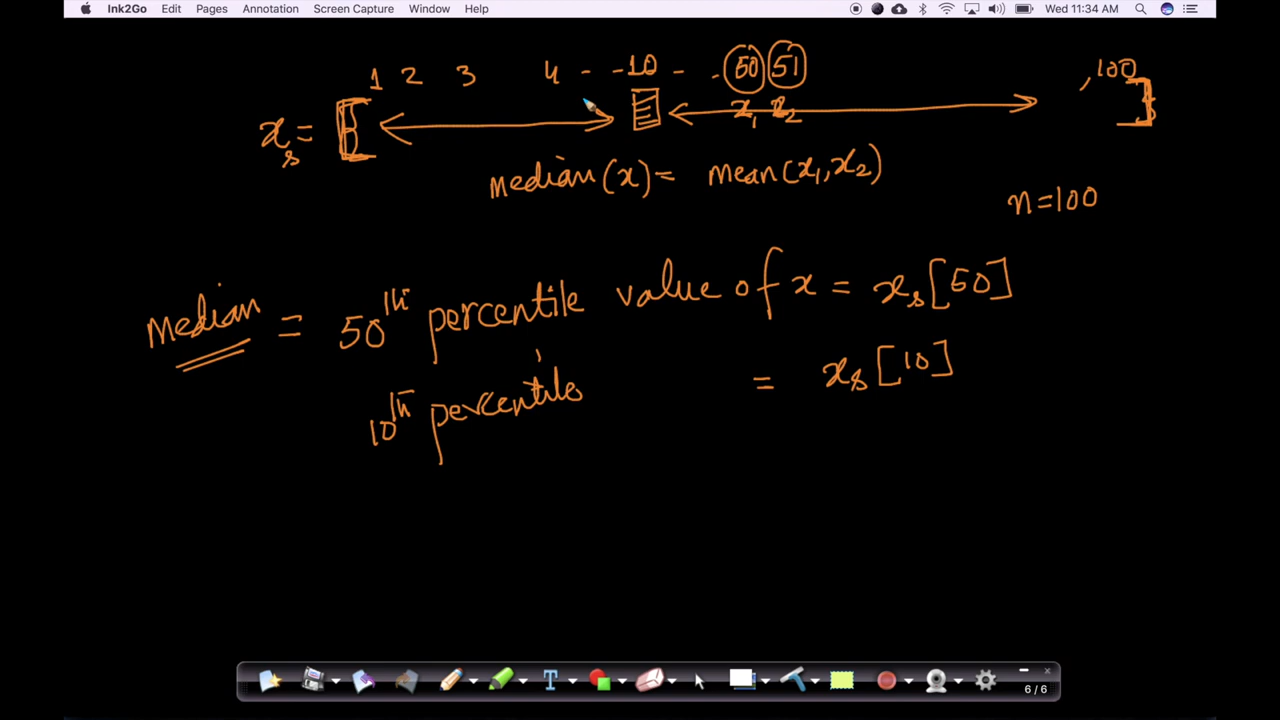 Ink2Go Edit Pages Annotation Screen Capture Window Help Wed 11:34 AM
1 2 3 4 - - 10 - - 50 51 , 100
xs = [ x1 x2 ]
median(x) = mean(x1, x2)
n=100
median = 50th percentile value of x = xs[50]
10th percentile = xs[10]
T
6 / 6